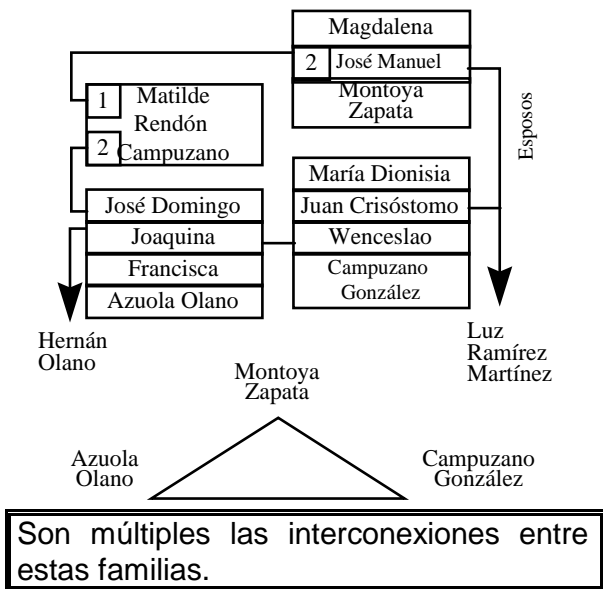 Magdalena
2 José Manuel
Montoya
Zapata
Esposos
1 Matilde
Rendón
2 Campuzano
María Dionisia
José Domingo
Juan Crisóstomo
Joaquina
Wenceslao
Francisca
Campuzano
González
Azuola Olano
Hernán
Olano
Luz
Ramírez
Martínez
Montoya
Zapata
Azuola
Olano
Campuzano
González
Son múltiples las interconexiones entre
estas familias.